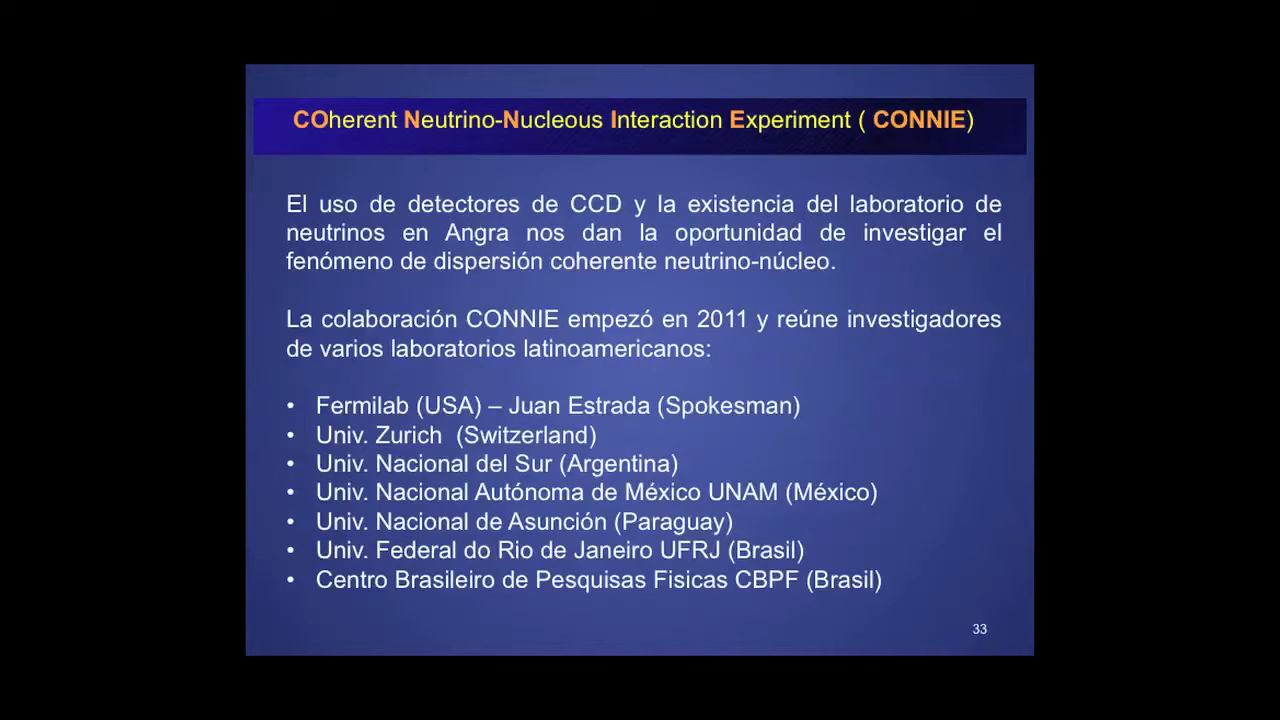 COherent Neutrino-Nucleous Interaction Experiment ( CONNIE)
El uso de detectores de CCD y la existencia del laboratorio de
neutrinos en Angra nos dan la oportunidad de investigar el
fenómeno de dispersión coherente neutrino-núcleo.
La colaboración CONNIE empezó en 2011 y reúne investigadores
de varios laboratorios latinoamericanos:
• Fermilab (USA) – Juan Estrada (Spokesman)
• Univ. Zurich (Switzerland)
• Univ. Nacional del Sur (Argentina)
• Univ. Nacional Autónoma de México UNAM (México)
• Univ. Nacional de Asunción (Paraguay)
• Univ. Federal do Rio de Janeiro UFRJ (Brasil)
• Centro Brasileiro de Pesquisas Fisicas CBPF (Brasil)
33